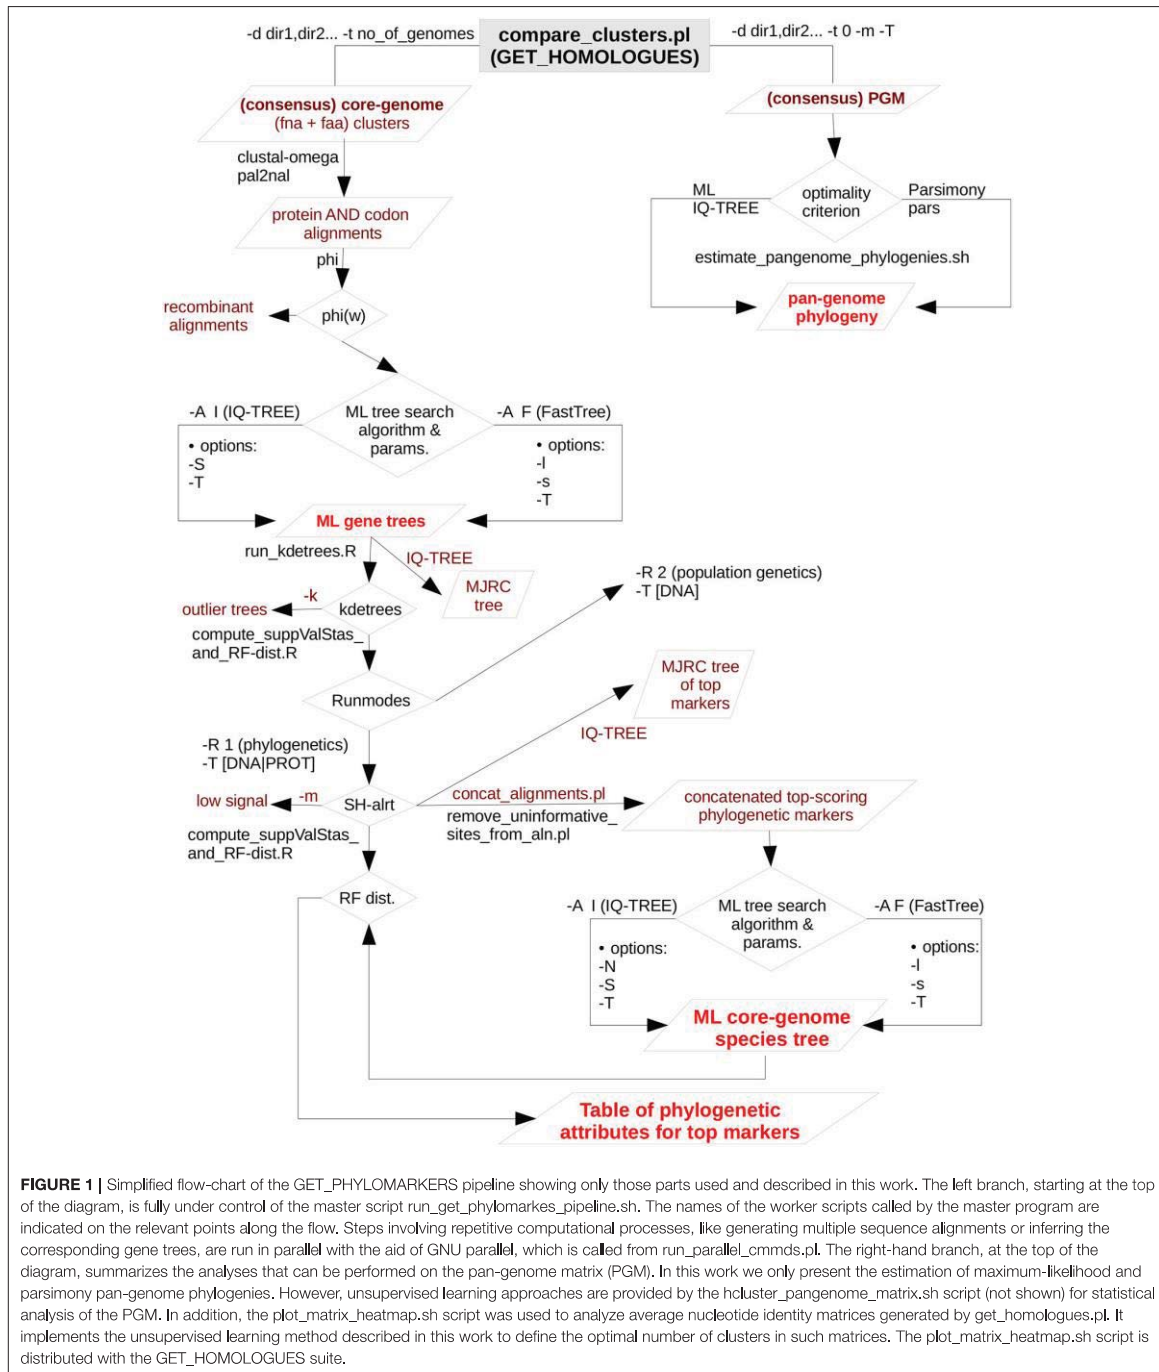 -d dir1,dir2... -t no_of_genomes
compare_clusters.pl
(GET_HOMOLOGUES)
-d dir1,dir2... -t 0 -m -T
(consensus) core-genome
(fna + faa) clusters
(consensus) PGM
clustal-omega
pal2nal
ML
IQ-TREE
optimality
criterion
Parsimony
pars
protein AND codon
alignments
estimate_pangenome_phylogenies.sh
phi
pan-genome
phylogeny
recombinant
alignments
phi(w)
-A I (IQ-TREE)
ML tree search
algorithm &
params.
-A F (FastTree)
• options:
-S
-T
• options:
-l
-s
-T
ML gene trees
run_kdetrees.R
IQ-TREE
MJRC
tree
-R 2 (population genetics)
-T [DNA]
outlier trees
-k
kdetrees
compute_suppValStas_
and_RF-dist.R
Runmodes
MJRC tree
of top
markers
IQ-TREE
-R 1 (phylogenetics)
-T [DNA|PROT]
low signal
-m
SH-alrt
concat_alignments.pl
remove_uninformative_
sites_from_aln.pl
concatenated top-scoring
phylogenetic markers
compute_suppValStas_
and_RF-dist.R
RF dist.
-A I (IQ-TREE)
ML tree search
algorithm &
params.
-A F (FastTree)
• options:
-N
-S
-T
• options:
-l
-s
-T
ML core-genome
species tree
Table of phylogenetic
attributes for top markers
FIGURE 1 | Simplified flow-chart of the GET_PHYLOMARKERS pipeline showing only those parts used and described in this work. The left branch, starting at the top
of the diagram, is fully under control of the master script run_get_phylomarkes_pipeline.sh. The names of the worker scripts called by the master program are
indicated on the relevant points along the flow. Steps involving repetitive computational processes, like generating multiple sequence alignments or inferring the
corresponding gene trees, are run in parallel with the aid of GNU parallel, which is called from run_parallel_cmmds.pl. The right-hand branch, at the top of the
diagram, summarizes the analyses that can be performed on the pan-genome matrix (PGM). In this work we only present the estimation of maximum-likelihood and
parsimony pan-genome phylogenies. However, unsupervised learning approaches are provided by the hcluster_pangenome_matrix.sh script (not shown) for statistical
analysis of the PGM. In addition, the plot_matrix_heatmap.sh script was used to analyze average nucleotide identity matrices generated by get_homologues.pl. It
implements the unsupervised learning method described in this work to define the optimal number of clusters in such matrices. The plot_matrix_heatmap.sh script is
distributed with the GET_HOMOLOGUES suite.